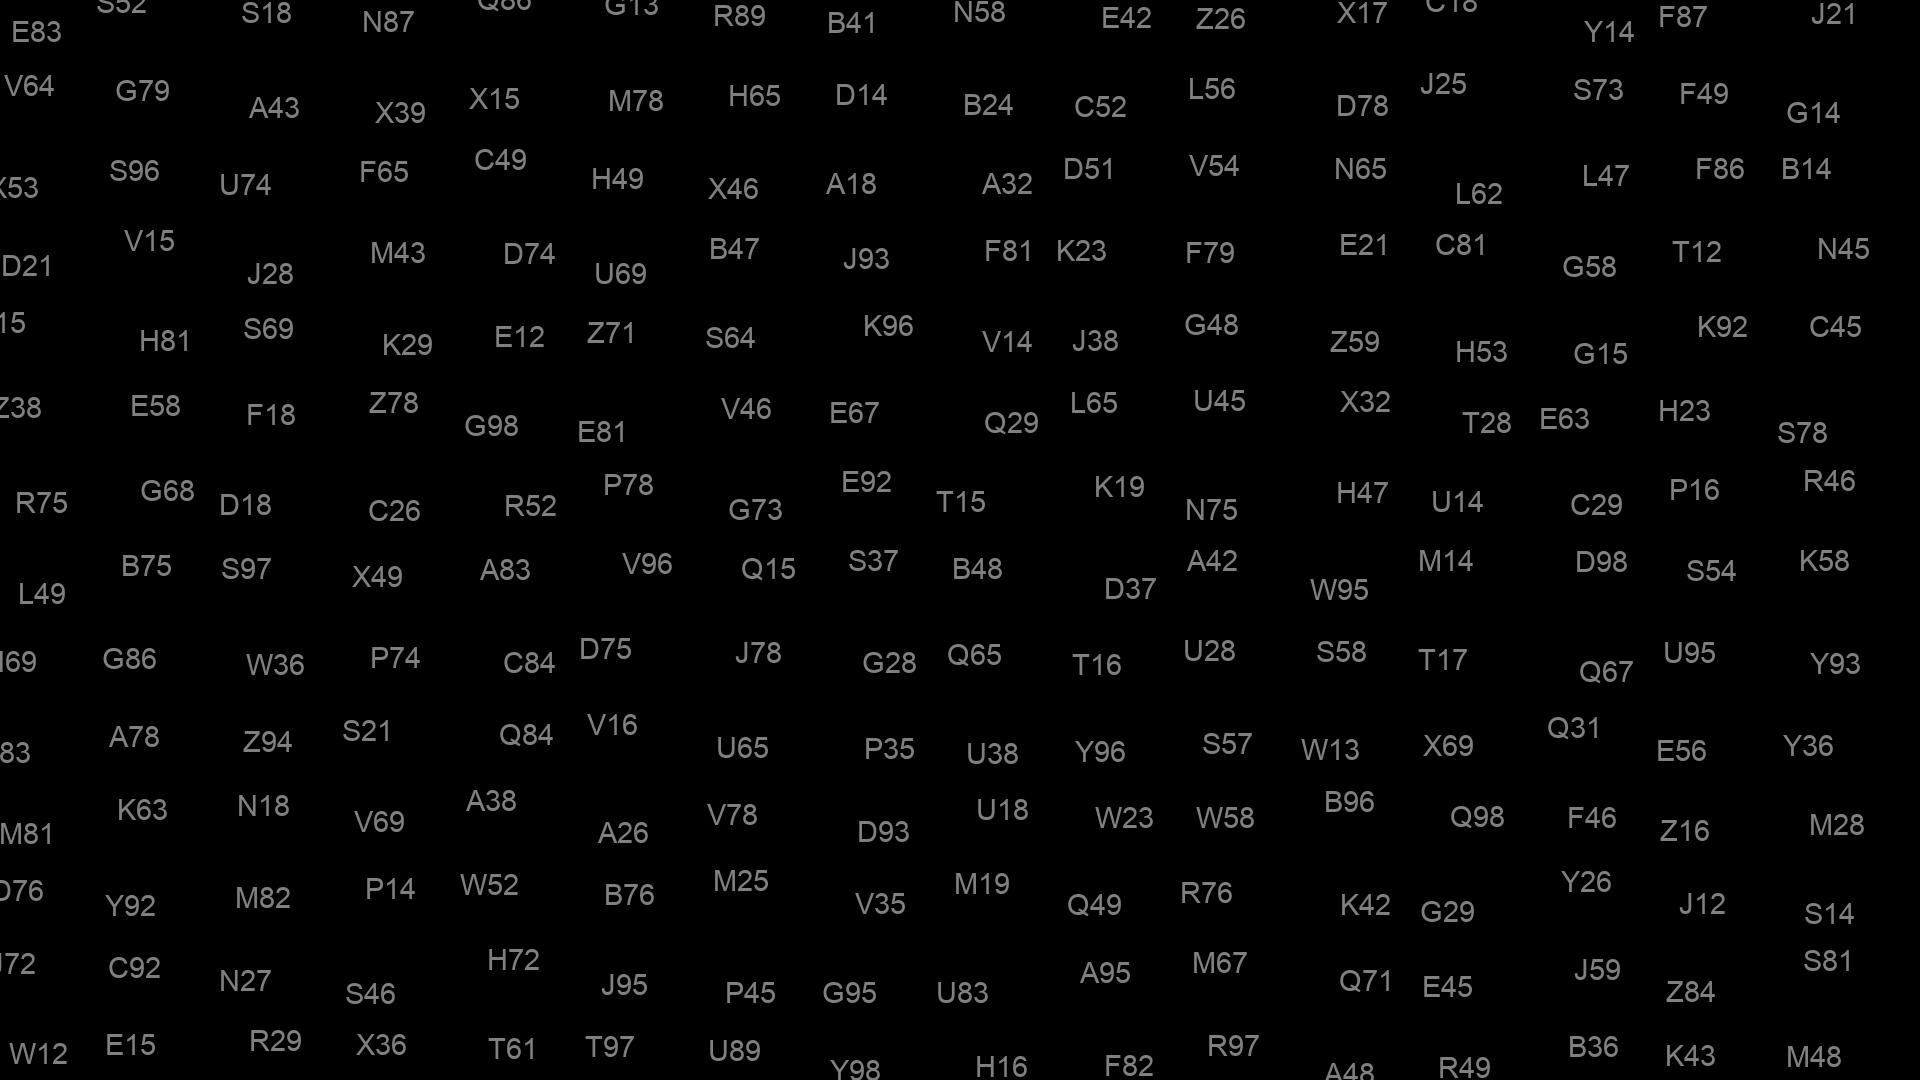 E83 S52 S18 N87 Q86 G13 R89 B41 N58 E42 Z26 X17 C18 Y14 F87 J21
V64 G79 A43 X39 X15 M78 H65 D14 B24 C52 L56 D78 J25 S73 F49 G14
X53 S96 U74 F65 C49 H49 X46 A18 A32 D51 V54 N65 L62 L47 F86 B14
D21 V15 J28 M43 D74 U69 B47 J93 F81 K23 F79 E21 C81 G58 T12 N45
15 H81 S69 K29 E12 Z71 S64 K96 V14 J38 G48 Z59 H53 G15 K92 C45
Z38 E58 F18 Z78 G98 E81 V46 E67 Q29 L65 U45 X32 T28 E63 H23 S78
R75 G68 D18 C26 R52 P78 G73 E92 T15 K19 N75 H47 U14 C29 P16 R46
L49 B75 S97 X49 A83 V96 Q15 S37 B48 D37 A42 W95 M14 D98 S54 K58
69 G86 W36 P74 C84 D75 J78 G28 Q65 T16 U28 S58 T17 Q67 U95 Y93
83 A78 Z94 S21 Q84 V16 U65 P35 U38 Y96 S57 W13 X69 Q31 E56 Y36
M81 K63 N18 V69 A38 A26 V78 D93 U18 W23 W58 B96 Q98 F46 Z16 M28
76 Y92 M82 P14 W52 B76 M25 V35 M19 Q49 R76 K42 G29 Y26 J12 S14
72 C92 N27 S46 H72 J95 P45 G95 U83 A95 M67 Q71 E45 J59 Z84 S81
W12 E15 R29 X36 T61 T97 U89 Y98 H16 F82 R97 A48 R49 B36 K43 M48